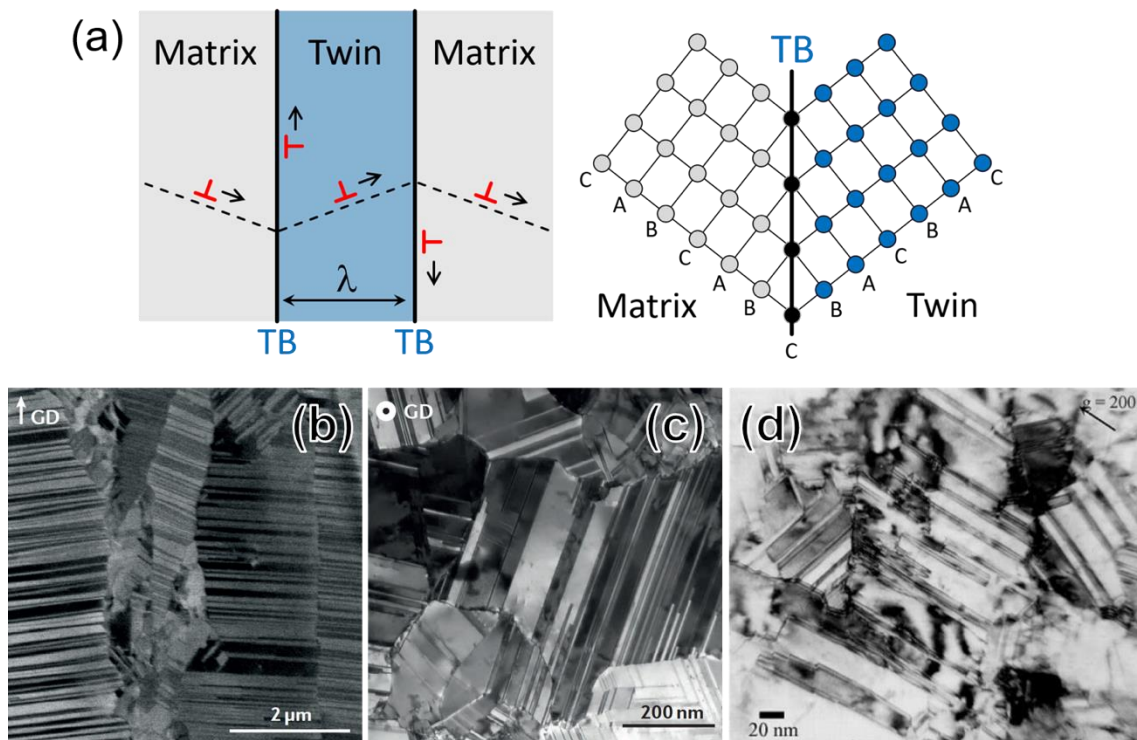 (a)
Matrix Twin Matrix
λ
TB TB
TB
C
A
B
C
A
B
C
B
A
C
B
A
C
Matrix Twin
GD
(b)
2 μm
GD
(c)
200 nm
(d)
g = 200
20 nm